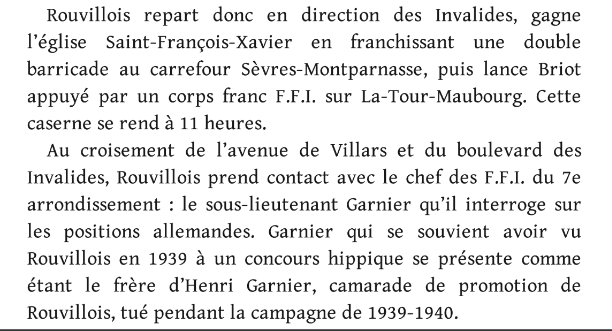 Rouvillois repart donc en direction des Invalides, gagne
l'église Saint-François-Xavier en franchissant une double
barricade au carrefour Sèvres-Montparnasse, puis lance Briot
appuyé par un corps franc F.F.I. sur La-Tour-Maubourg. Cette
caserne se rend à 11 heures.
Au croisement de l'avenue de Villars et du boulevard des
Invalides, Rouvillois prend contact avec le chef des F.F.I. du 7e
arrondissement : le sous-lieutenant Garnier qu'il interroge sur
les positions allemandes. Garnier qui se souvient avoir vu
Rouvillois en 1939 à un concours hippique se présente comme
étant le frère d'Henri Garnier, camarade de promotion de
Rouvillois, tué pendant la campagne de 1939-1940.